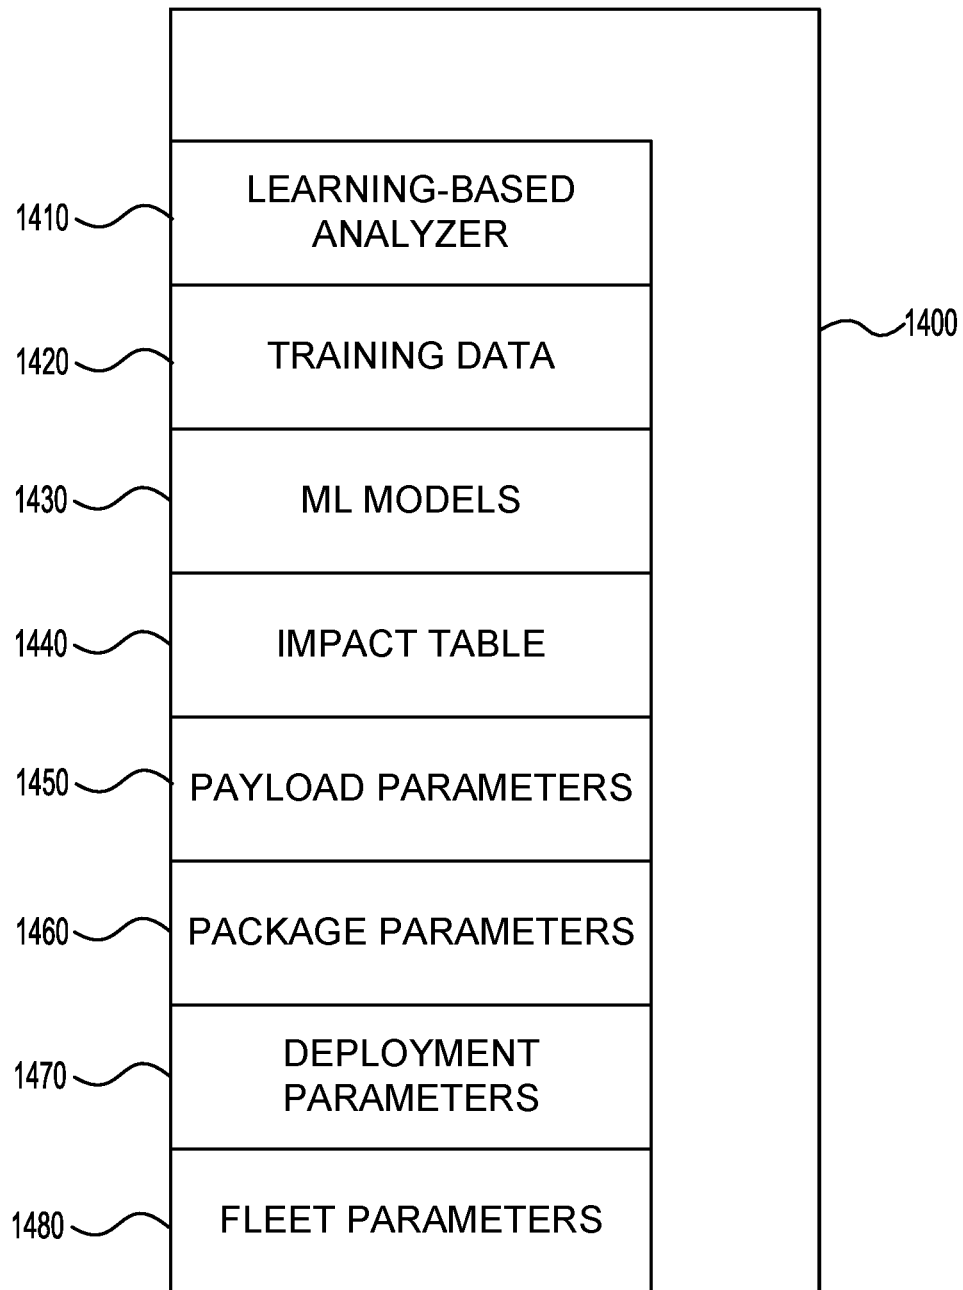 LEARNING-BASED
ANALYZER
1410
1400
TRAINING DATA
1420
ML MODELS
1430
IMPACT TABLE
1440
PAYLOAD PARAMETERS
1450
PACKAGE PARAMETERS
1460
DEPLOYMENT
PARAMETERS
1470
FLEET PARAMETERS
1480